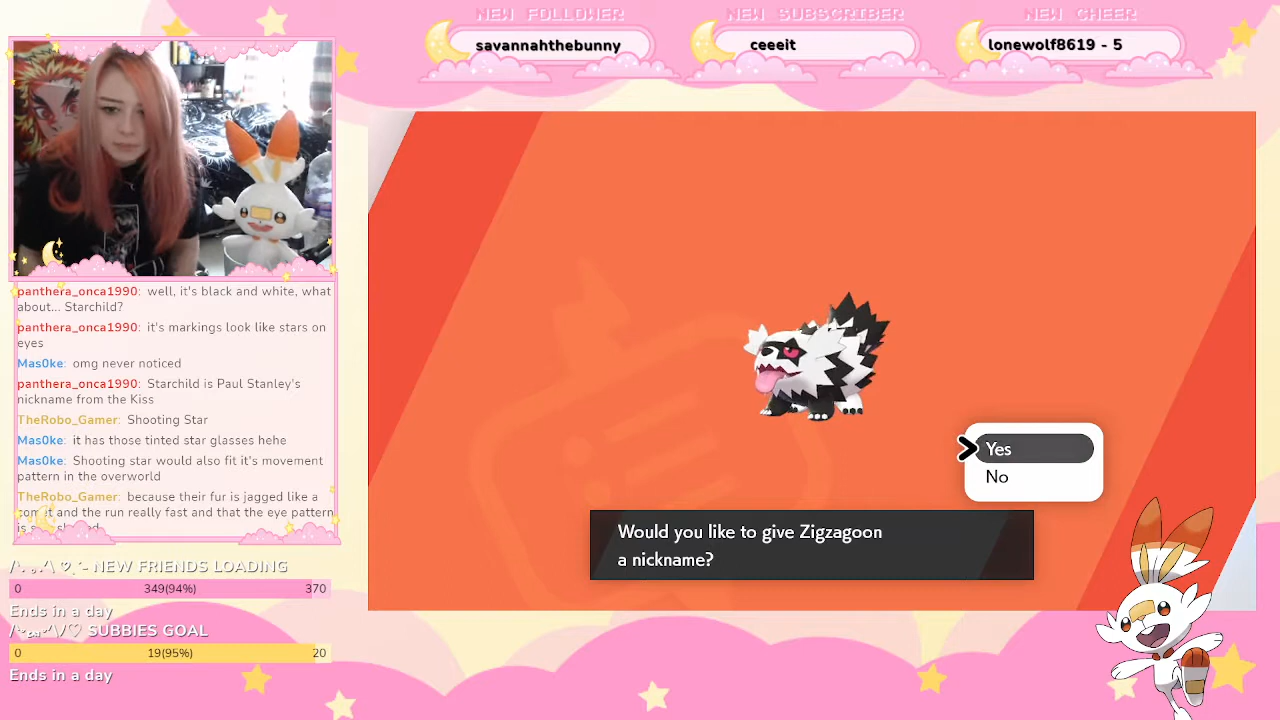 NEW FOLLOWER
savannahthebunny
NEW SUBSCRIBER
ceeeit
NEW CHEER
lonewolf8619 - 5
panthera_onca1990: well, it's black and white, what
about... Starchild?
panthera_onca1990: it's markings look like stars on
eyes
Mas0ke: omg never noticed
panthera_onca1990: Starchild is Paul Stanley's
nickname from the Kiss
TheRobo_Gamer: Shooting Star
Mas0ke: it has those tinted star glasses hehe
Mas0ke: Shooting star would also fit it's movement
pattern in the overworld
TheRobo_Gamer: because their fur is jagged like a
and the run really fast and that the eye pattern
is
Yes
No
Would you like to give Zigzagoon
a nickname?
NEW FRIENDS LOADING
0 349(94%) 370
Ends in a day
SUBBIES GOAL
0 19(95%) 20
Ends in a day